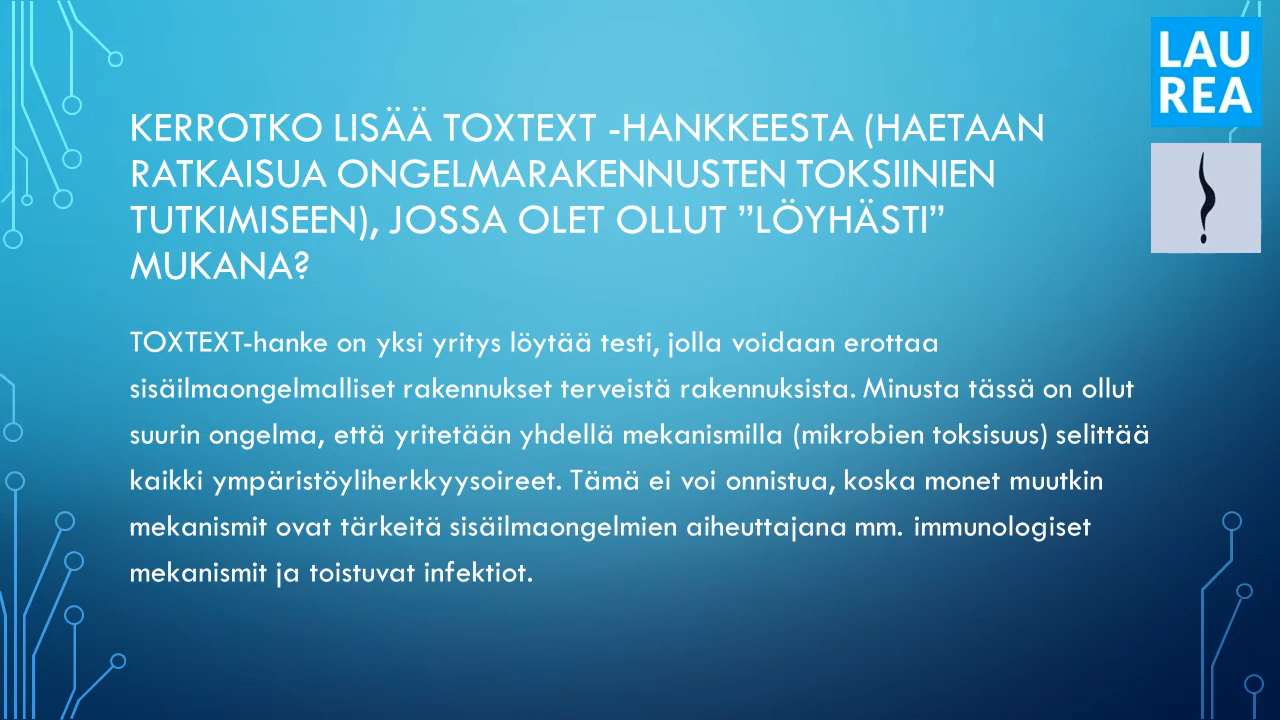 LAU
REA
KERROTKO LISÄÄ TOXTEXT -HANKKEESTA (HAETAAN
RATKAISUA ONGELMARAKENNUSTEN TOKSIINIEN
TUTKIMISEEN), JOSSA OLET OLLUT ”LÖYHÄSTI”
MUKANA?
TOXTEXT-hanke on yksi yritys löytää testi, jolla voidaan erottaa
sisäilmaongelmalliset rakennukset terveistä rakennuksista. Minusta tässä on ollut
suurin ongelma, että yritetään yhdellä mekanismilla (mikrobien toksisuus) selittää
kaikki ympäristöyliherkkyysoireet. Tämä ei voi onnistua, koska monet muutkin
mekanismit ovat tärkeitä sisäilmaongelmien aiheuttajana mm. immunologiset
mekanismit ja toistuvat infektiot.